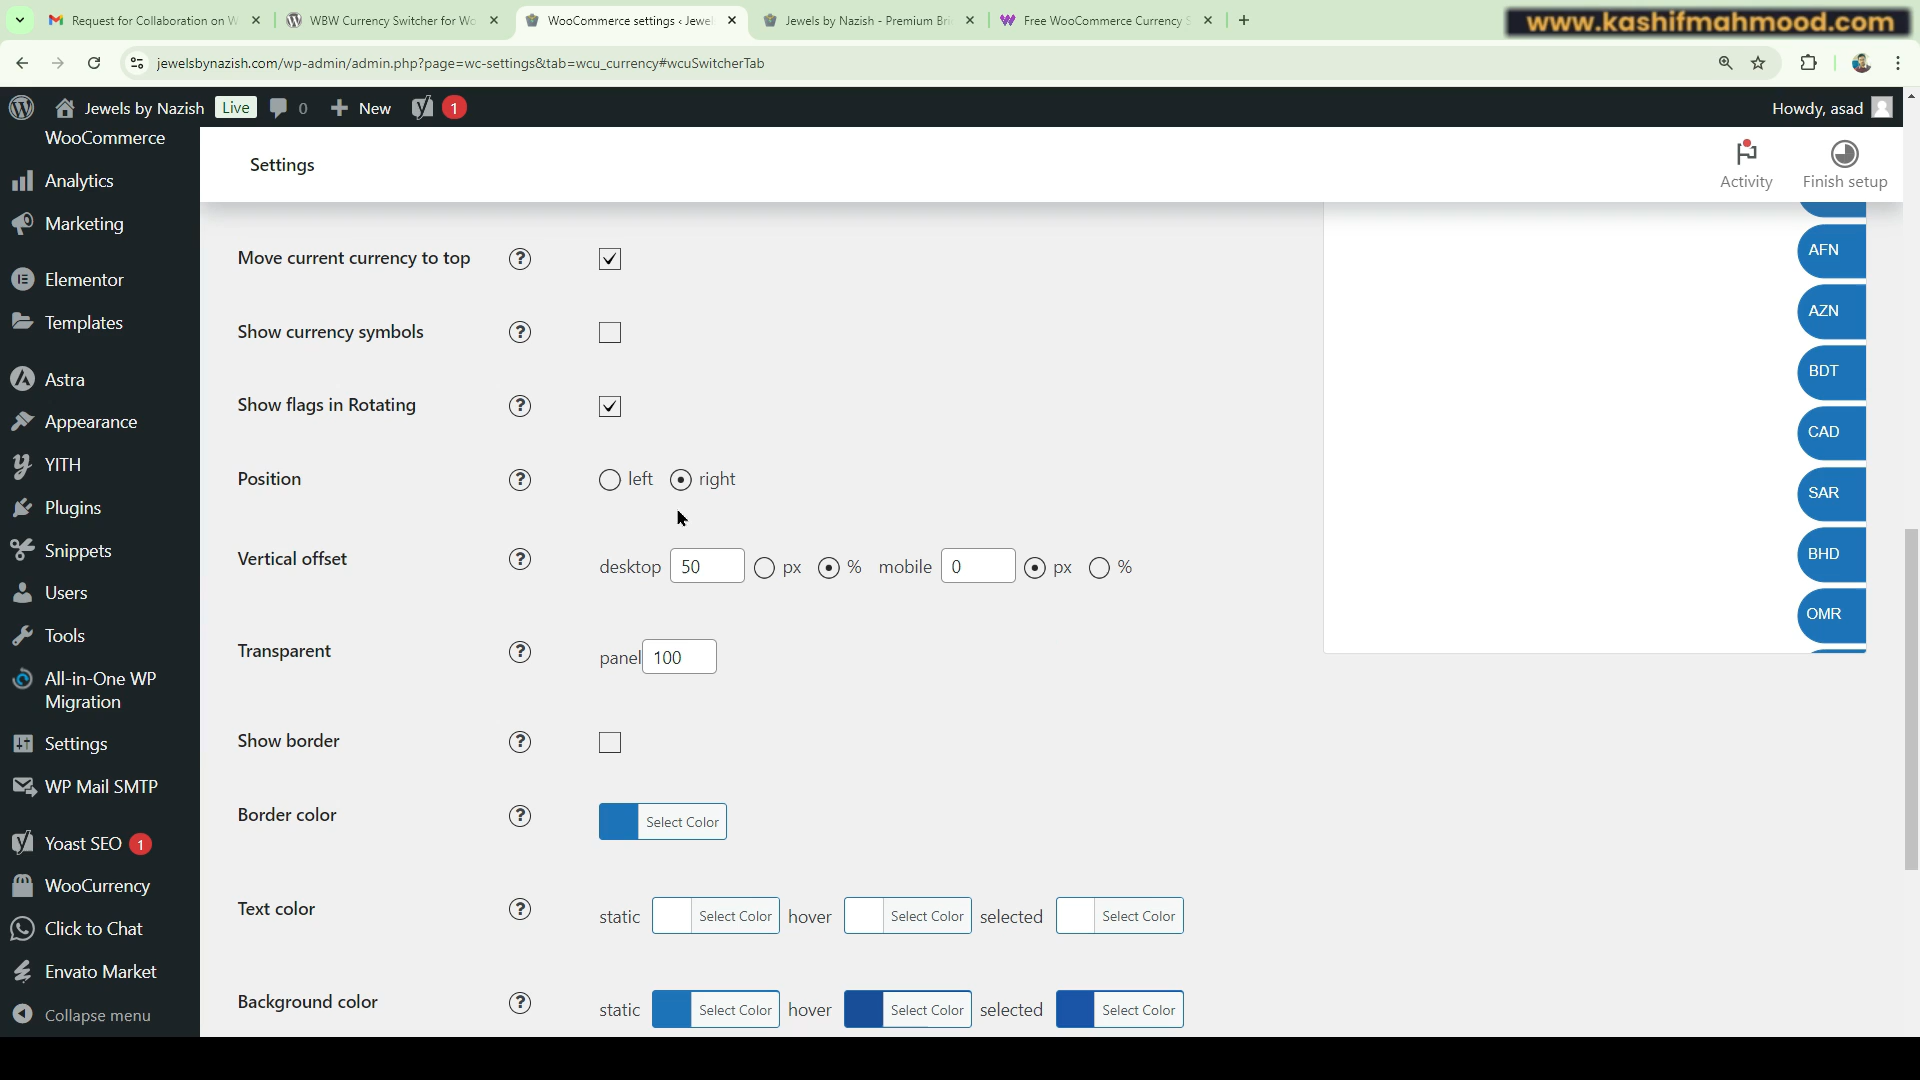 Request for Collaboration on W
WBW Currency Switcher for Wo
WooCommerce settings ‹ Jewel
Jewels by Nazish - Premium Bri
Free WooCommerce Currency S
www.kashifmahmood.com
jewelsbynazish.com/wp-admin/admin.php?page=wc-settings&tab=wcu_currency#wcuSwitcherTab
Jewels by Nazish Live 0 New 1 Howdy, asad
WooCommerce
Analytics
Marketing
Elementor
Templates
Astra
Appearance
YITH
Plugins
Snippets
Users
Tools
All-in-One WP
Migration
Settings
WP Mail SMTP
Yoast SEO 1
WooCurrency
Click to Chat
Envato Market
Collapse menu
Settings
Activity
Finish setup
Move current currency to top ?
Show currency symbols ?
Show flags in Rotating ?
Position ? left right
Vertical offset ? desktop 50 px % mobile 0 px %
Transparent ? panel 100
Show border ?
Border color ? Select Color
Text color ? static Select Color hover Select Color selected Select Color
Background color ? static Select Color hover Select Color selected Select Color
AFN
AZN
BDT
CAD
SAR
BHD
OMR